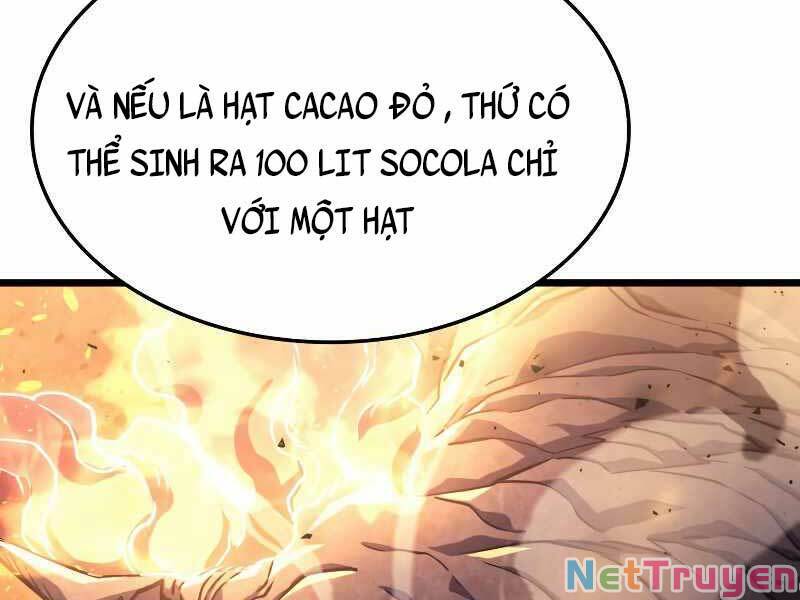 VÀ NẾU LÀ HẠT CACAO ĐỎ , THỨ CÓ
THỂ SINH RA 100 LIT SOCOLA CHỈ
VỚI MỘT HẠT
NetTruyen